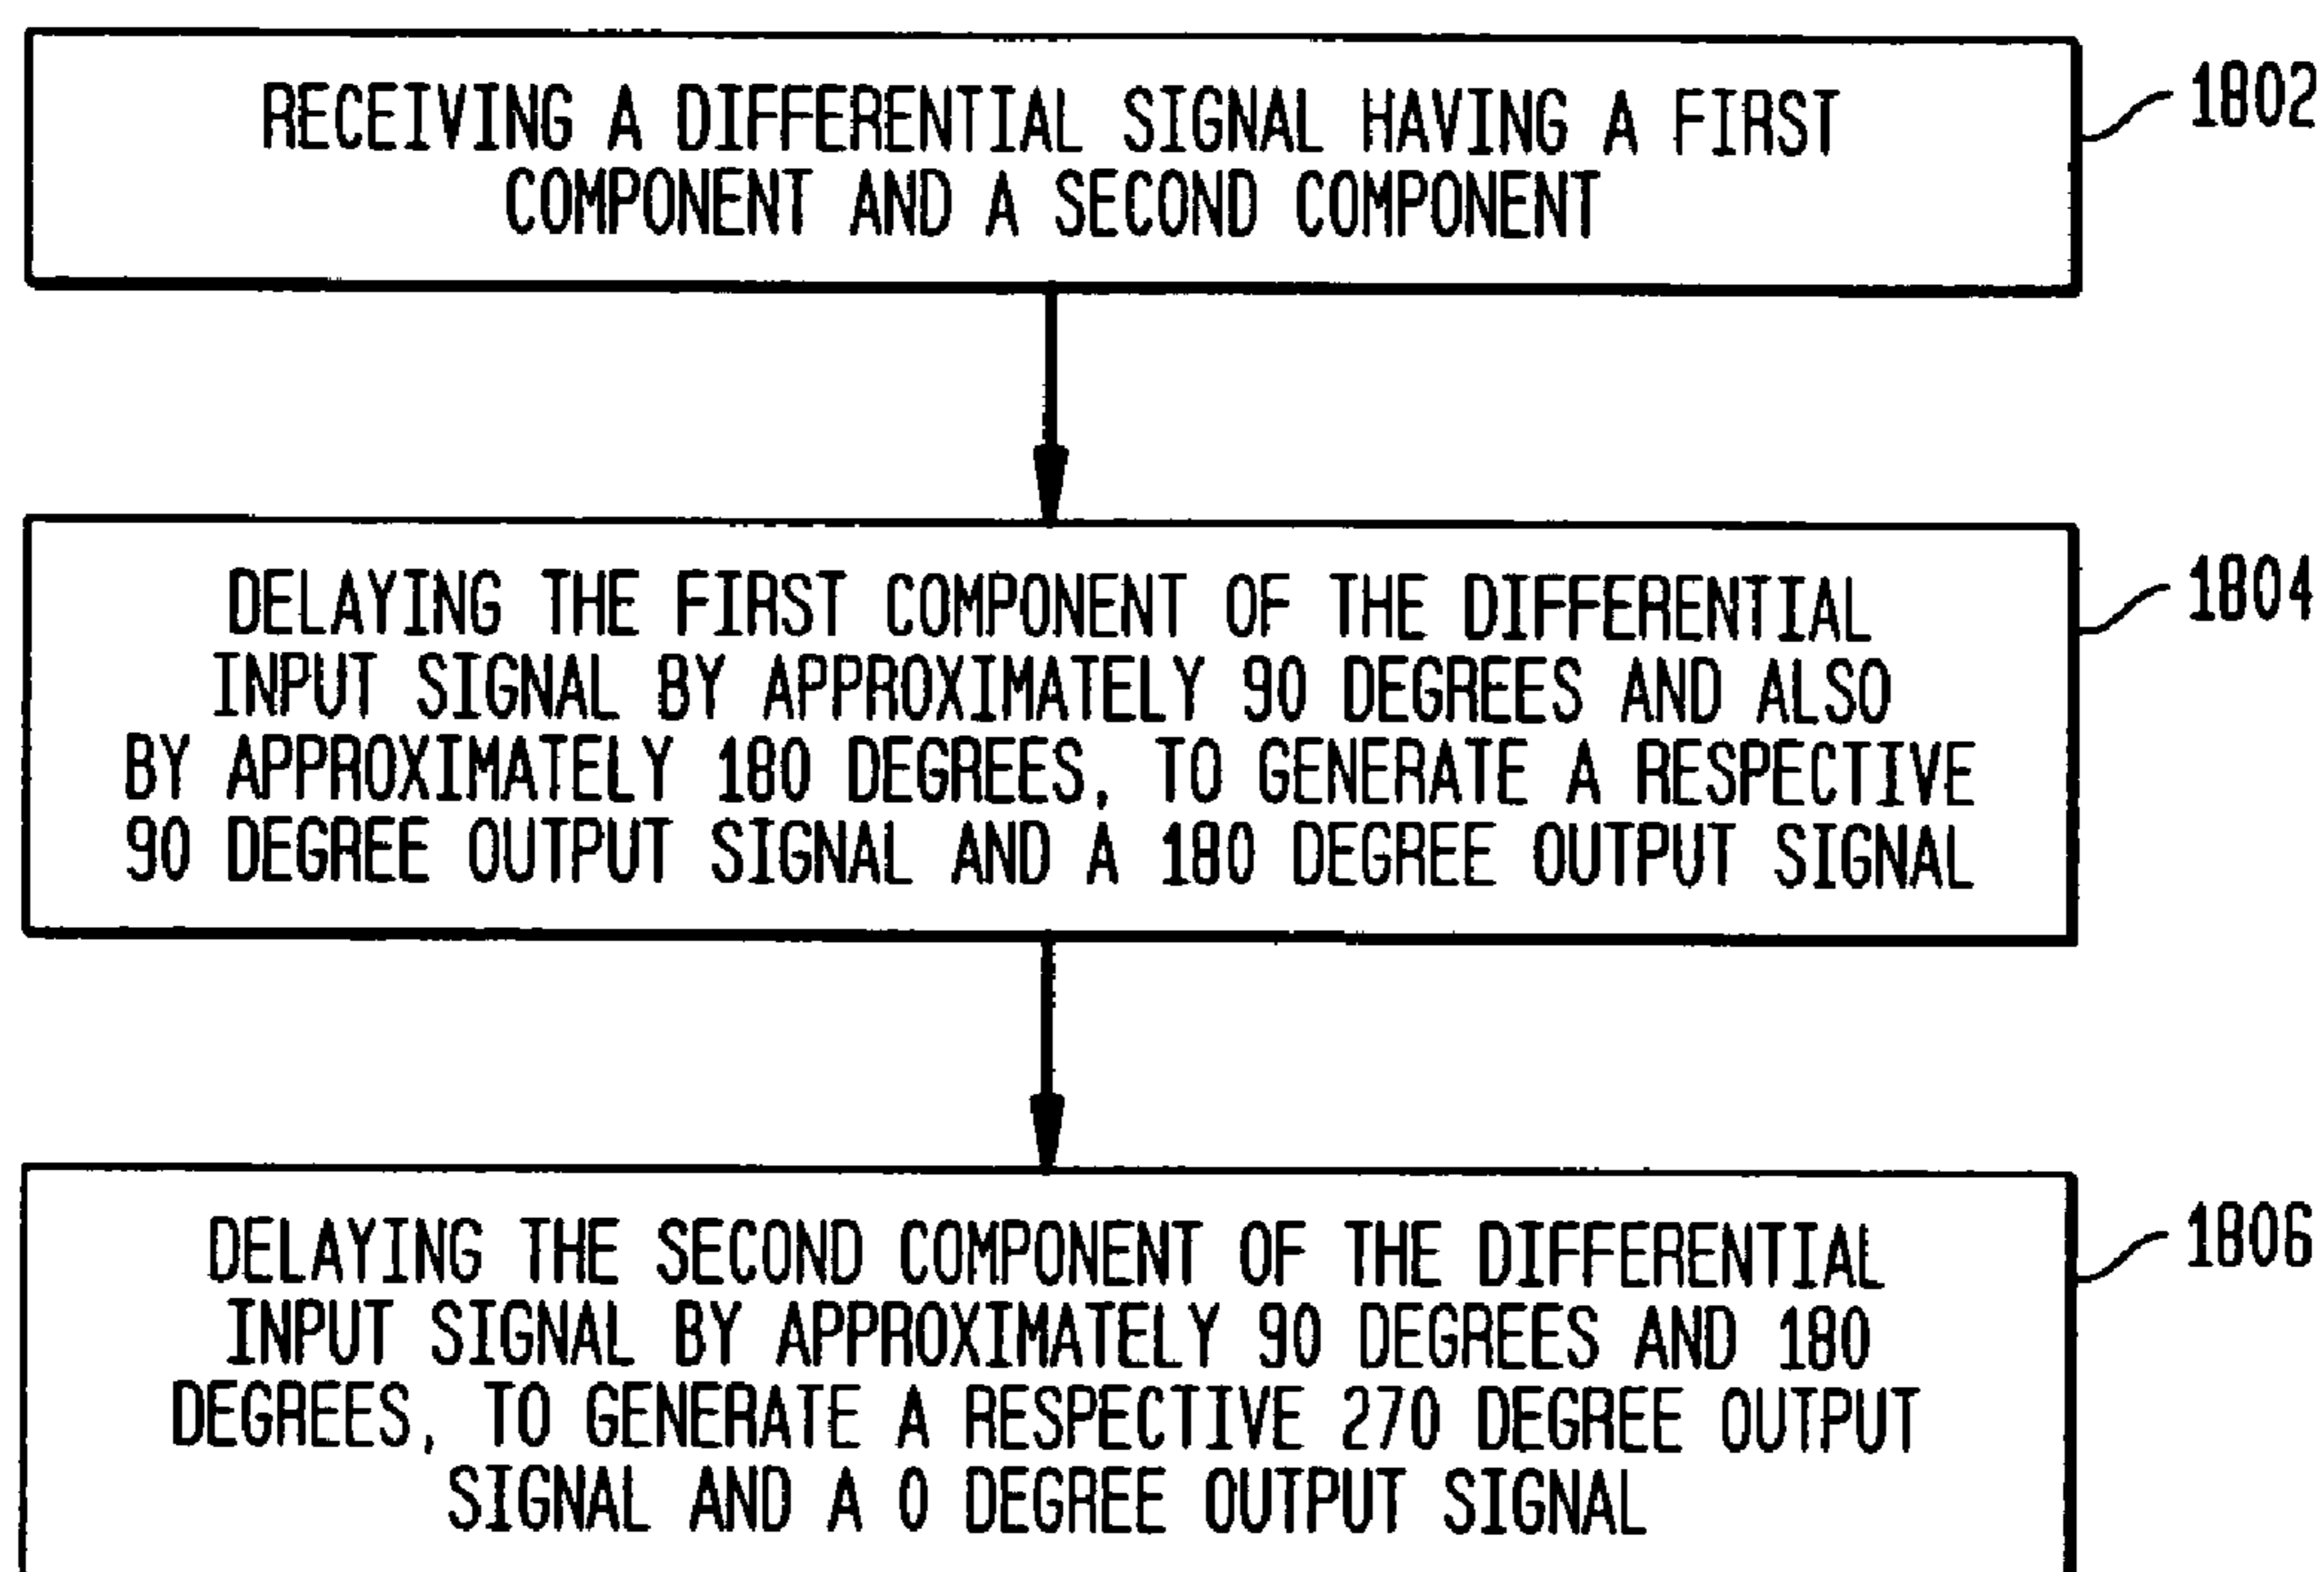 RECEIVING A DIFFERENTIAL SIGNAL HAVING A FIRST
COMPONENT AND A SECOND COMPONENT
1802
DELAYING THE FIRST COMPONENT OF THE DIFFERENTIAL
INPUT SIGNAL BY APPROXIMATELY 90 DEGREES AND ALSO
BY APPROXIMATELY 180 DEGREES, TO GENERATE A RESPECTIVE
90 DEGREE OUTPUT SIGNAL AND A 180 DEGREE OUTPUT SIGNAL
1804
DELAYING THE SECOND COMPONENT OF THE DIFFERENTIAL
INPUT SIGNAL BY APPROXIMATELY 90 DEGREES AND 180
DEGREES, TO GENERATE A RESPECTIVE 270 DEGREE OUTPUT
SIGNAL AND A 0 DEGREE OUTPUT SIGNAL
1806